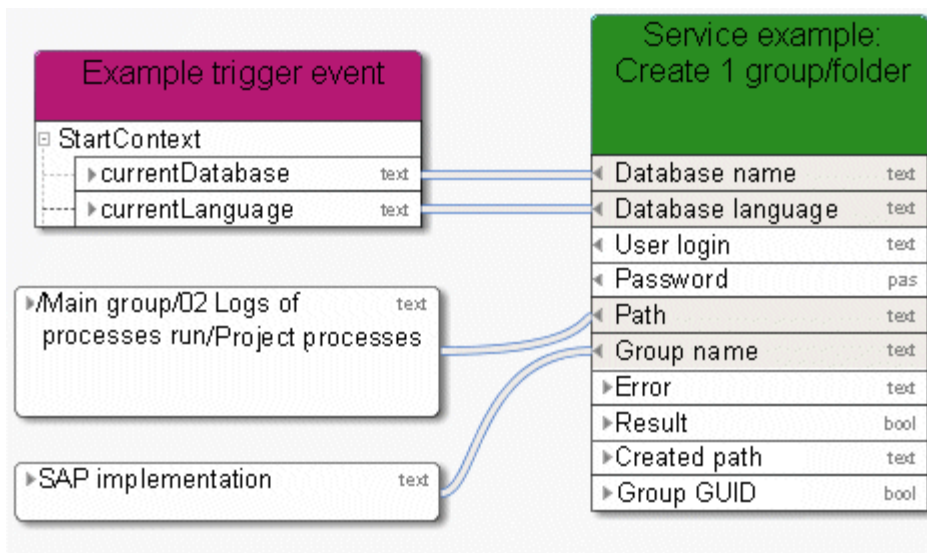 Example trigger event
StartContext
currentDatabase text
currentLanguage text
/Main group/02 Logs of text
processes run/Project processes
SAP implementation text
Service example:
Create 1 group/folder
Database name text
Database language text
User login text
Password pas
Path text
Group name text
Error text
Result bool
Created path text
Group GUID bool